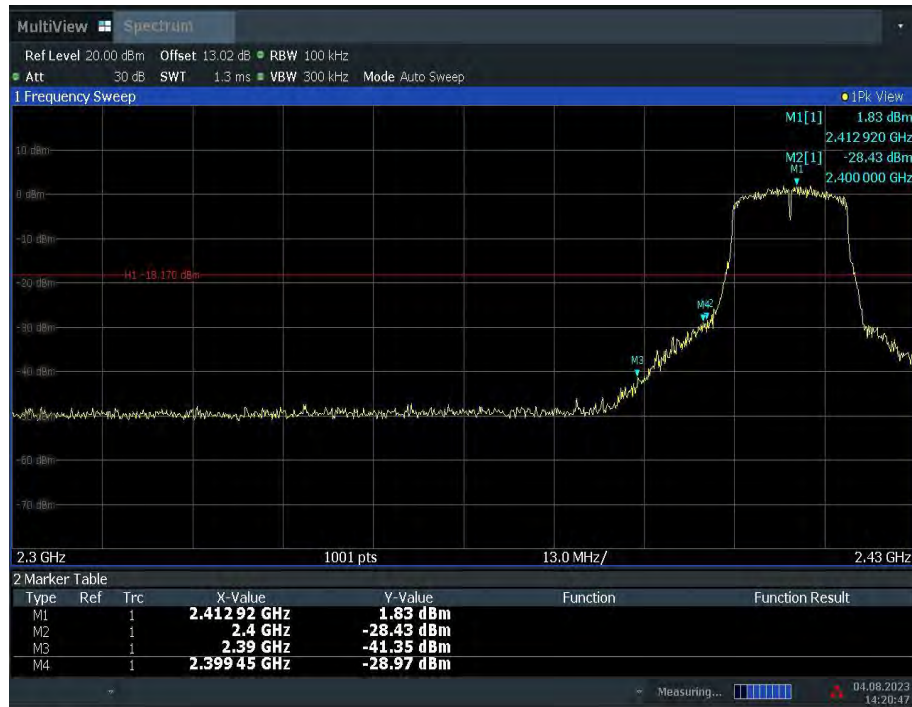 MultiView Spectrum
Ref Level 20.00 dBm Offset 13.02 dB RBW 100 kHz
Att 30 dB SWT 1.3 ms VBW 300 kHz Mode Auto Sweep
1 Frequency Sweep 1Pk View
M1[1] 1.83 dBm
2.412 920 GHz
10 dBm
M2[1] -28.43 dBm
M1
2.400 000 GHz
0 dBm
-10 dBm
H1 -18.170 dBm
-20 dBm
M42
-30 dBm
M3
-40 dBm
-60 dBm
-70 dBm
2.3 GHz 1001 pts 13.0 MHz/ 2.43 GHz
2 Marker Table
Type Ref Trc X-Value Y-Value Function Function Result
M1 1 2.412 92 GHz 1.83 dBm
M2 1 2.4 GHz -28.43 dBm
M3 1 2.39 GHz -41.35 dBm
M4 1 2.399 45 GHz -28.97 dBm
Measuring... 04.08.2023
14:20:47